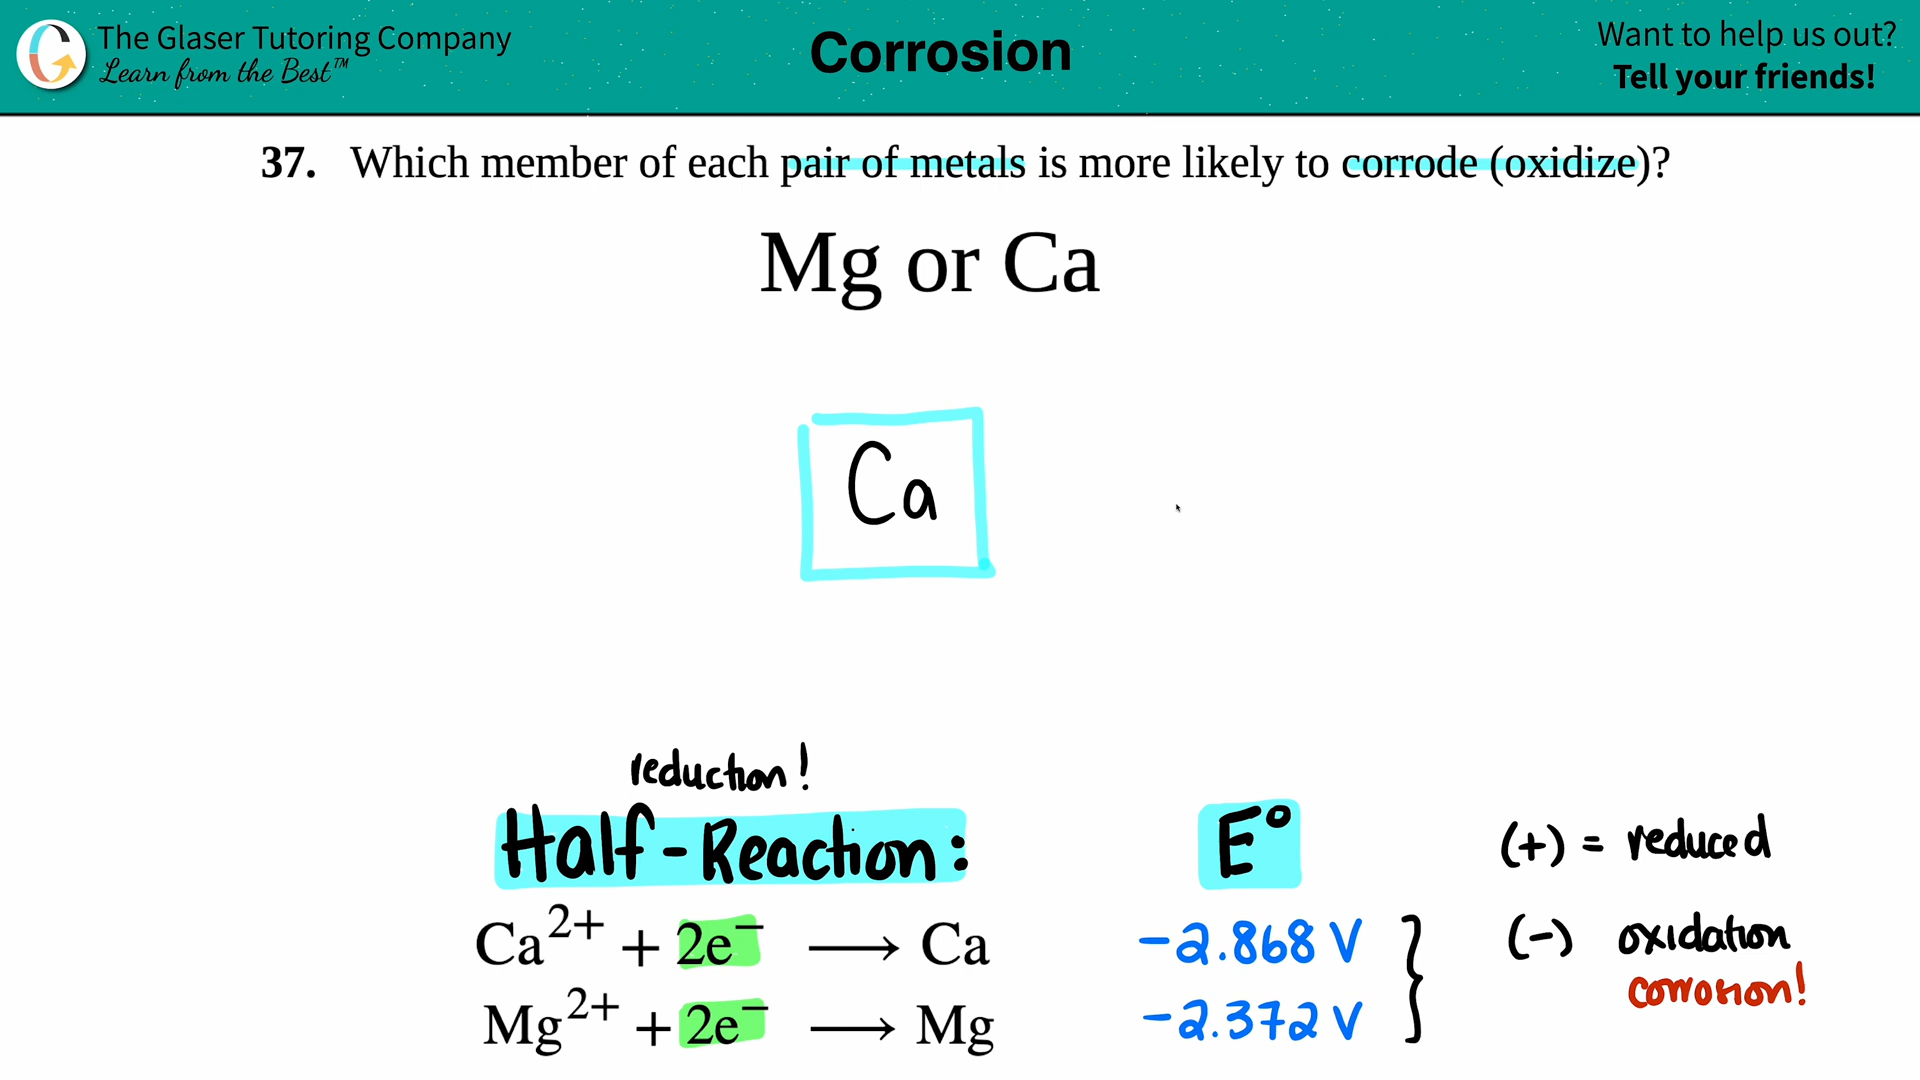 The Glaser Tutoring Company
Learn from the Best™
Corrosion
Want to help us out?
Tell your friends!
37. Which member of each pair of metals is more likely to corrode (oxidize)?
Mg or Ca
Ca
reduction!
Half-Reaction: E°
(+) = reduced
Ca²⁺ + 2e⁻ ⟶ Ca -2.868 V
(-) oxidation
corrosion!
Mg²⁺ + 2e⁻ ⟶ Mg -2.372 V